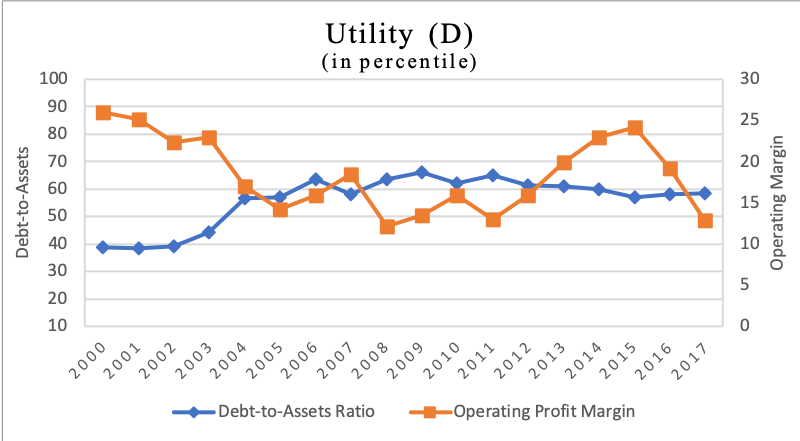 Utility (D)
(in percentile)
Debt-to-Assets
100
90
80
70
60
50
40
30
20
10
30
25
20
15
10
5
0
Operating Margin
2000 2001 2002 2003 2004 2005 2006 2007 2008 2009 2010 2011 2012 2013 2014 2015 2016 2017
Debt-to-Assets Ratio Operating Profit Margin